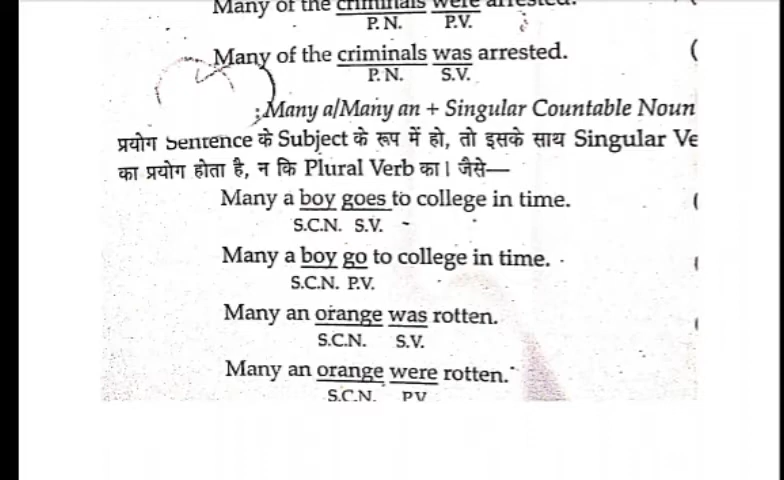 Many of the criminals were arrested.
P.N. P.V.
Many of the criminals was arrested. (
P.N. S.V.
: Many a/Many an + Singular Countable Noun
प्रयोग Sentence के Subject के रूप में हो, तो इसके साथ Singular Ve
का प्रयोग होता है, न कि Plural Verb का। जैसे—
Many a boy goes to college in time. (
S.C.N. S.V.
Many a boy go to college in time. (
S.C.N. P.V.
Many an orange was rotten. (
S.C.N. S.V.
Many an orange were rotten.
S.C.N. PV